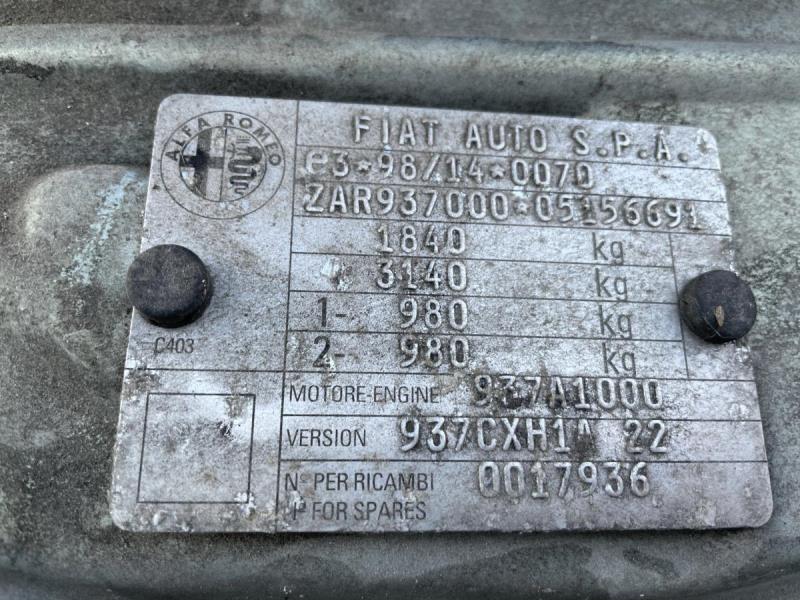 ALFA ROMEO
FIAT AUTO S.P.A.
e3*98/14*0070
ZAR937000*05156691
1840 kg
3140 kg
1- 980 kg
2- 980 kg
C403
MOTORE-ENGINE 937A1000
VERSION 937CXH1A 22
N° PER RICAMBI 0017936
N° FOR SPARES